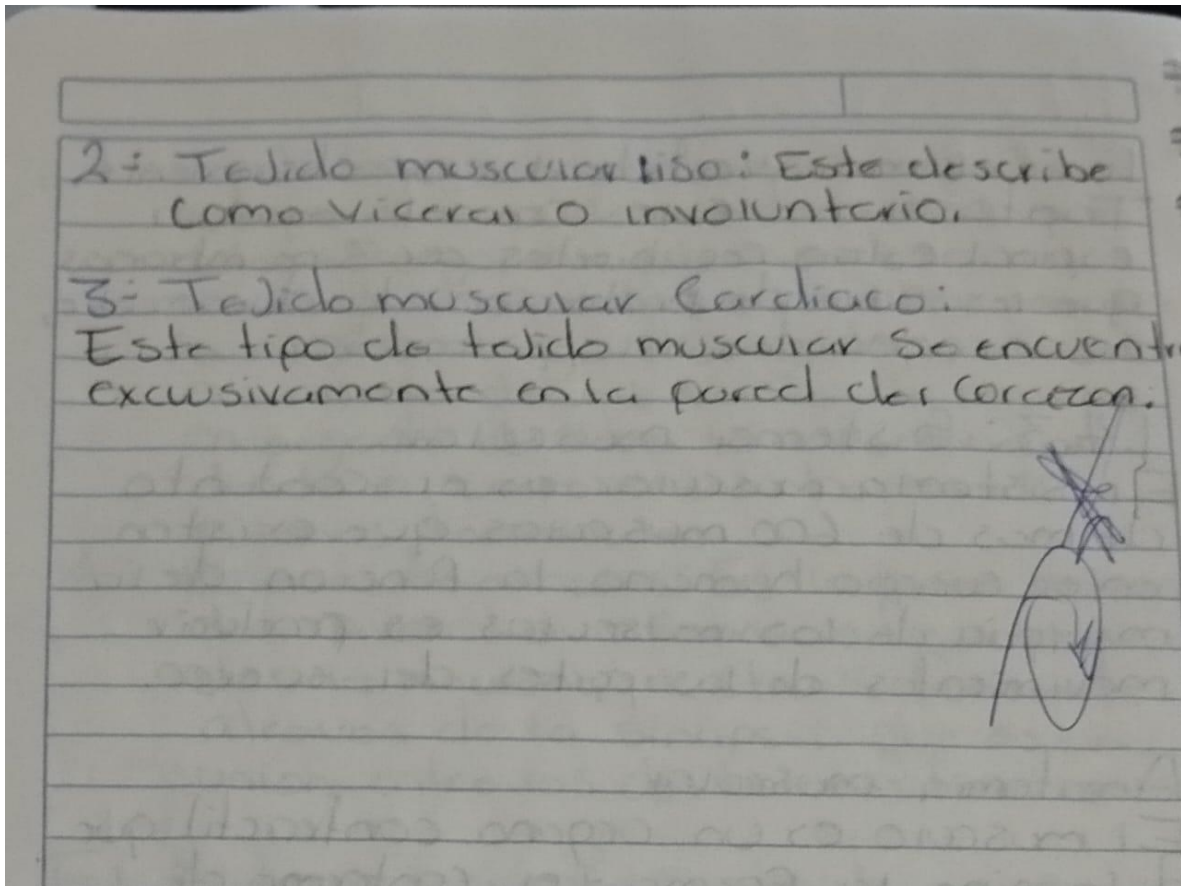 2- Tejido muscular liso: Este describe
como viceral o involuntario.
3- Tejido muscular Cardiaco:
Este tipo de tejido muscular se encuentr
exclusivamente en la pared del corazon.